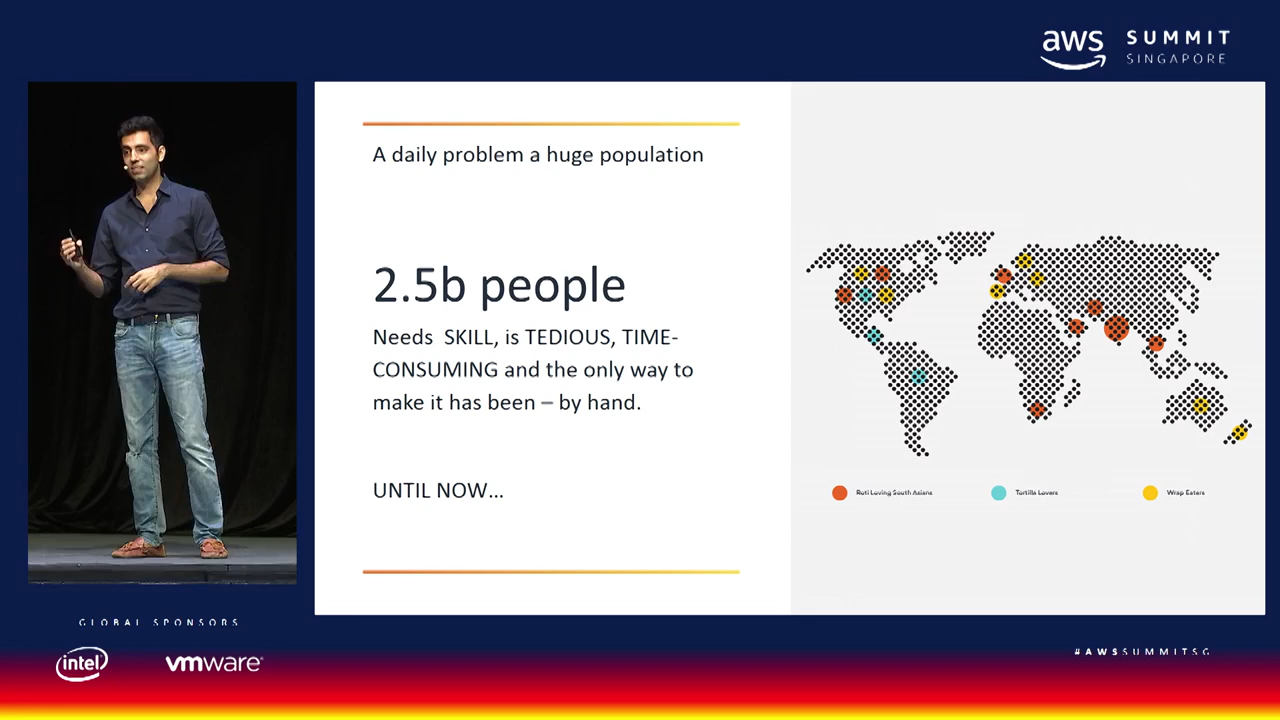 aws SUMMIT
SINGAPORE
A daily problem a huge population
2.5b people
Needs  SKILL, is TEDIOUS, TIME-
CONSUMING and the only way to
make it has been – by hand.
UNTIL NOW...
Roti Loving South Asians
Tortilla Lovers
Wrap Eaters
GLOBAL SPONSORS
intel
vmware
#AWSSUMMITSG